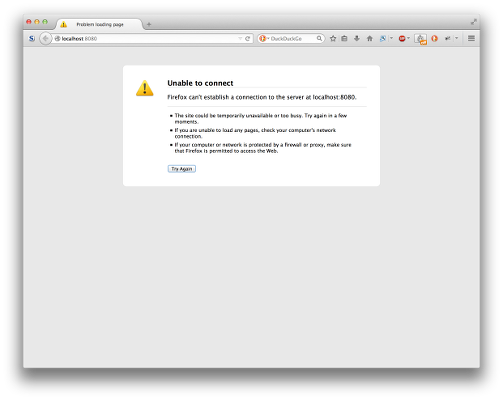 Problem loading page
localhost:8080
DuckDuckGo
Unable to connect
Firefox can't establish a connection to the server at localhost:8080.
The site could be temporarily unavailable or too busy. Try again in a few
moments.
If you are unable to load any pages, check your computer's network
connection.
If your computer or network is protected by a firewall or proxy, make sure
that Firefox is permitted to access the Web.
Try Again